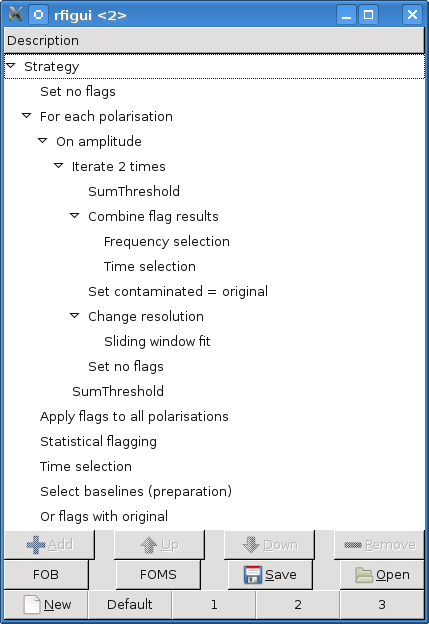 rfigui <2>
Description
Strategy
Set no flags
For each polarisation
On amplitude
Iterate 2 times
SumThreshold
Combine flag results
Frequency selection
Time selection
Set contaminated = original
Change resolution
Sliding window fit
Set no flags
SumThreshold
Apply flags to all polarisations
Statistical flagging
Time selection
Select baselines (preparation)
Or flags with original
Add Up Down Remove
FOB FOMS Save Open
New Default 1 2 3